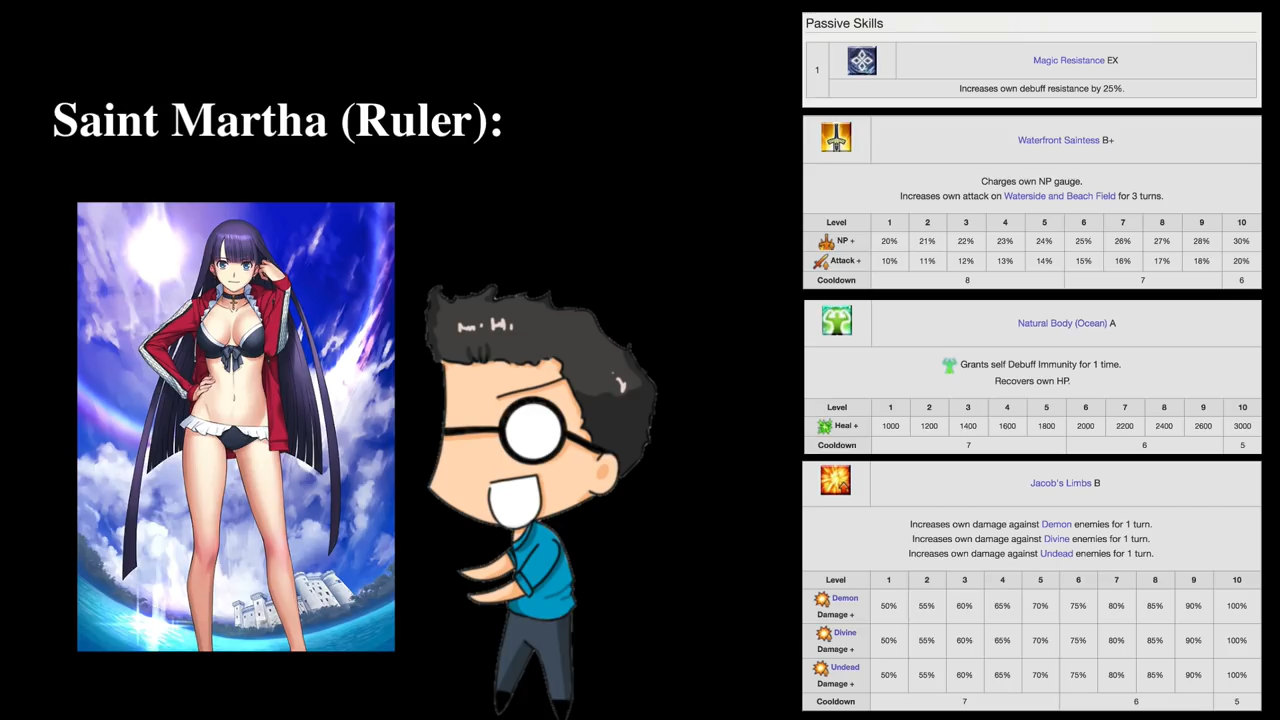 Saint Martha (Ruler):
Passive Skills
1
Magic Resistance EX
Increases own debuff resistance by 25%.
Waterfront Saintess B+
Charges own NP gauge.
Increases own attack on Waterside and Beach Field for 3 turns.
Level 1 2 3 4 5 6 7 8 9 10
NP + 20% 21% 22% 23% 24% 25% 26% 27% 28% 30%
Attack + 10% 11% 12% 13% 14% 15% 16% 17% 18% 20%
Cooldown 8 7 6
Natural Body (Ocean) A
Grants self Debuff Immunity for 1 time.
Recovers own HP.
Level 1 2 3 4 5 6 7 8 9 10
Heal + 1000 1200 1400 1600 1800 2000 2200 2400 2600 3000
Cooldown 7 6 5
Jacob's Limbs B
Increases own damage against Demon enemies for 1 turn.
Increases own damage against Divine enemies for 1 turn.
Increases own damage against Undead enemies for 1 turn.
Level 1 2 3 4 5 6 7 8 9 10
Demon
Damage + 50% 55% 60% 65% 70% 75% 80% 85% 90% 100%
Divine
Damage + 50% 55% 60% 65% 70% 75% 80% 85% 90% 100%
Undead
Damage + 50% 55% 60% 65% 70% 75% 80% 85% 90% 100%
Cooldown 7 6 5